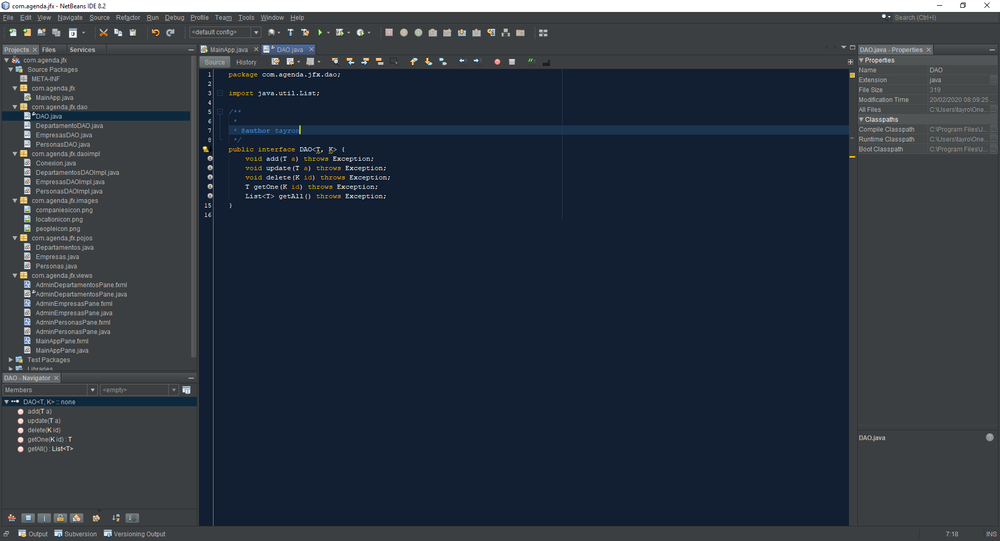 com.agenda.jfx - NetBeans IDE 8.2
File Edit View Navigate Source Refactor Run Debug Profile Team Tools Window Help
Search (Ctrl+I)
<default config>
Projects Files Services
com.agenda.jfx
Source Packages
META-INF
com.agenda.jfx
MainApp.java
com.agenda.jfx.dao
DAO.java
DepartamentoDAO.java
EmpresasDAO.java
PersonasDAO.java
com.agenda.jfx.daoimpl
Conexion.java
DepartamentosDAOImpl.java
EmpresasDAOImpl.java
PersonasDAOImpl.java
com.agenda.jfx.images
companiesicon.png
locationicon.png
peopleicon.png
com.agenda.jfx.pojos
Departamentos.java
Empresas.java
Personas.java
com.agenda.jfx.views
AdminDepartamentosPane.fxml
AdminDepartamentosPane.java
AdminEmpresasPane.fxml
AdminEmpresasPane.java
AdminPersonasPane.fxml
AdminPersonasPane.java
MainAppPane.fxml
MainAppPane.java
Test Packages
Libraries
DAO - Navigator
Members <empty>
DAO<T, K> :: none
add(T a)
update(T a)
delete(K id)
getOne(K id) : T
getAll() : List<T>
MainApp.java DAO.java
Source History
1 package com.agenda.jfx.dao;
2
3 import java.util.List;
4
5 /**
6 *
7 * @author tayron
8 */
public interface DAO<T, K> {
void add(T a) throws Exception;
void update(T a) throws Exception;
void delete(K id) throws Exception;
T getOne(K id) throws Exception;
List<T> getAll() throws Exception;
15 }
16
DAO.java - Properties
Properties
Name DAO
Extension java
File Size 319
Modification Time 20/02/2020 08:09:25 ...
All Files C:\Users\tayro\One...
Classpaths
Compile Classpath C:\Program Files\J...
Runtime Classpath C:\Users\tayro\One...
Boot Classpath C:\Program Files\J...
DAO.java
Output Subversion Versioning Output
7:18 INS